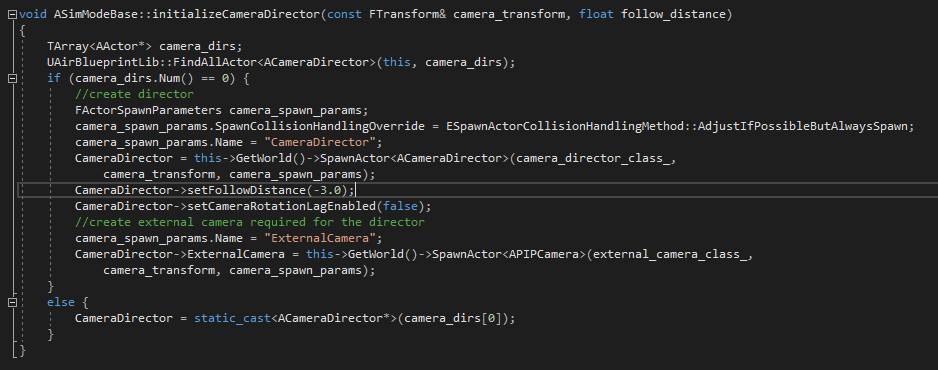 void ASimModeBase::initializeCameraDirector(const FTransform& camera_transform, float follow_distance)
{
    TArray<AActor*> camera_dirs;
    UAirBlueprintLib::FindAllActor<ACameraDirector>(this, camera_dirs);
    if (camera_dirs.Num() == 0) {
        //create director
        FActorSpawnParameters camera_spawn_params;
        camera_spawn_params.SpawnCollisionHandlingOverride = ESpawnActorCollisionHandlingMethod::AdjustIfPossibleButAlwaysSpawn;
        camera_spawn_params.Name = "CameraDirector";
        CameraDirector = this->GetWorld()->SpawnActor<ACameraDirector>(camera_director_class_,
            camera_transform, camera_spawn_params);
        CameraDirector->setFollowDistance(-3.0);
        CameraDirector->setCameraRotationLagEnabled(false);
        //create external camera required for the director
        camera_spawn_params.Name = "ExternalCamera";
        CameraDirector->ExternalCamera = this->GetWorld()->SpawnActor<APIPCamera>(external_camera_class_,
            camera_transform, camera_spawn_params);
    }
    else {
        CameraDirector = static_cast<ACameraDirector*>(camera_dirs[0]);
    }
}